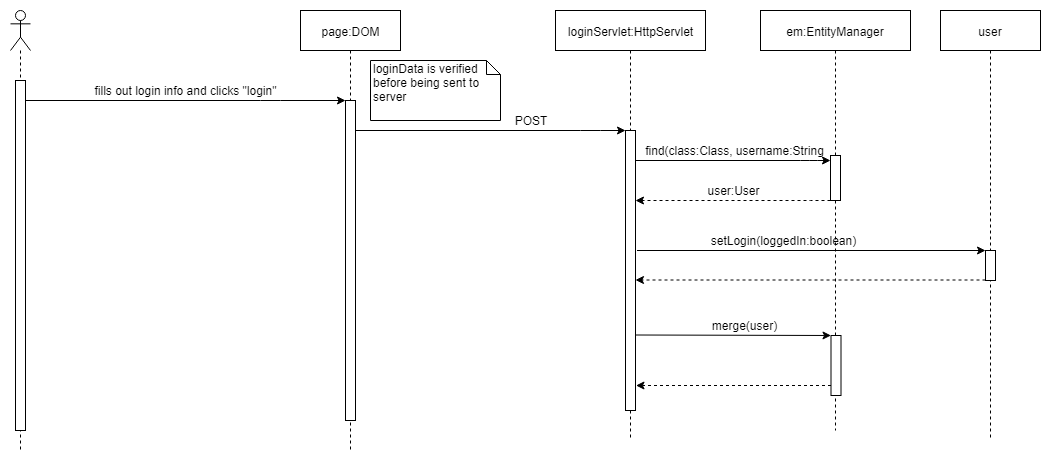 page:DOM
loginServlet:HttpServlet
em:EntityManager
user
loginData is verified
before being sent to
server
fills out login info and clicks "login"
POST
find(class:Class, username:String
user:User
setLogin(loggedIn:boolean)
merge(user)